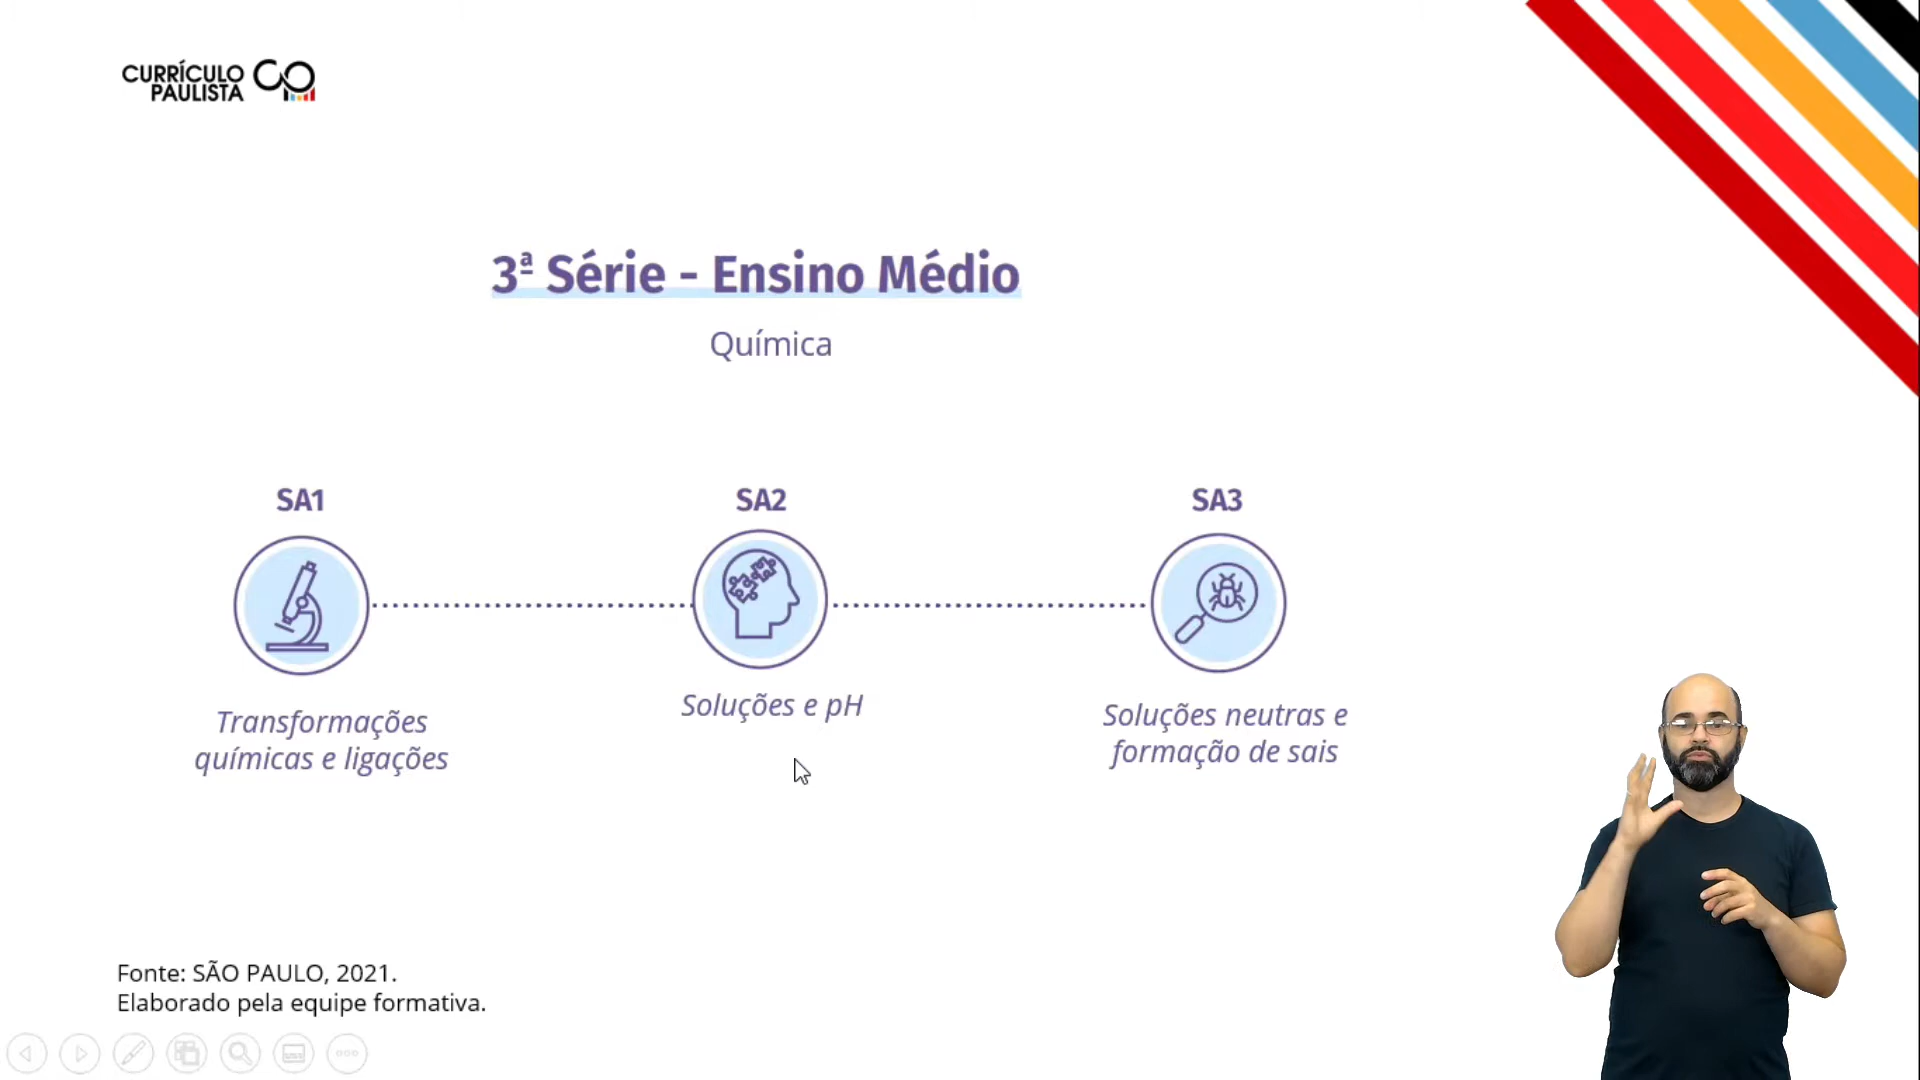 CURRÍCULO
PAULISTA
3ª Série - Ensino Médio
Química
SA1
SA2
SA3
Transformações
químicas e ligações
Soluções e pH
Soluções neutras e
formação de sais
Fonte: SÃO PAULO, 2021.
Elaborado pela equipe formativa.